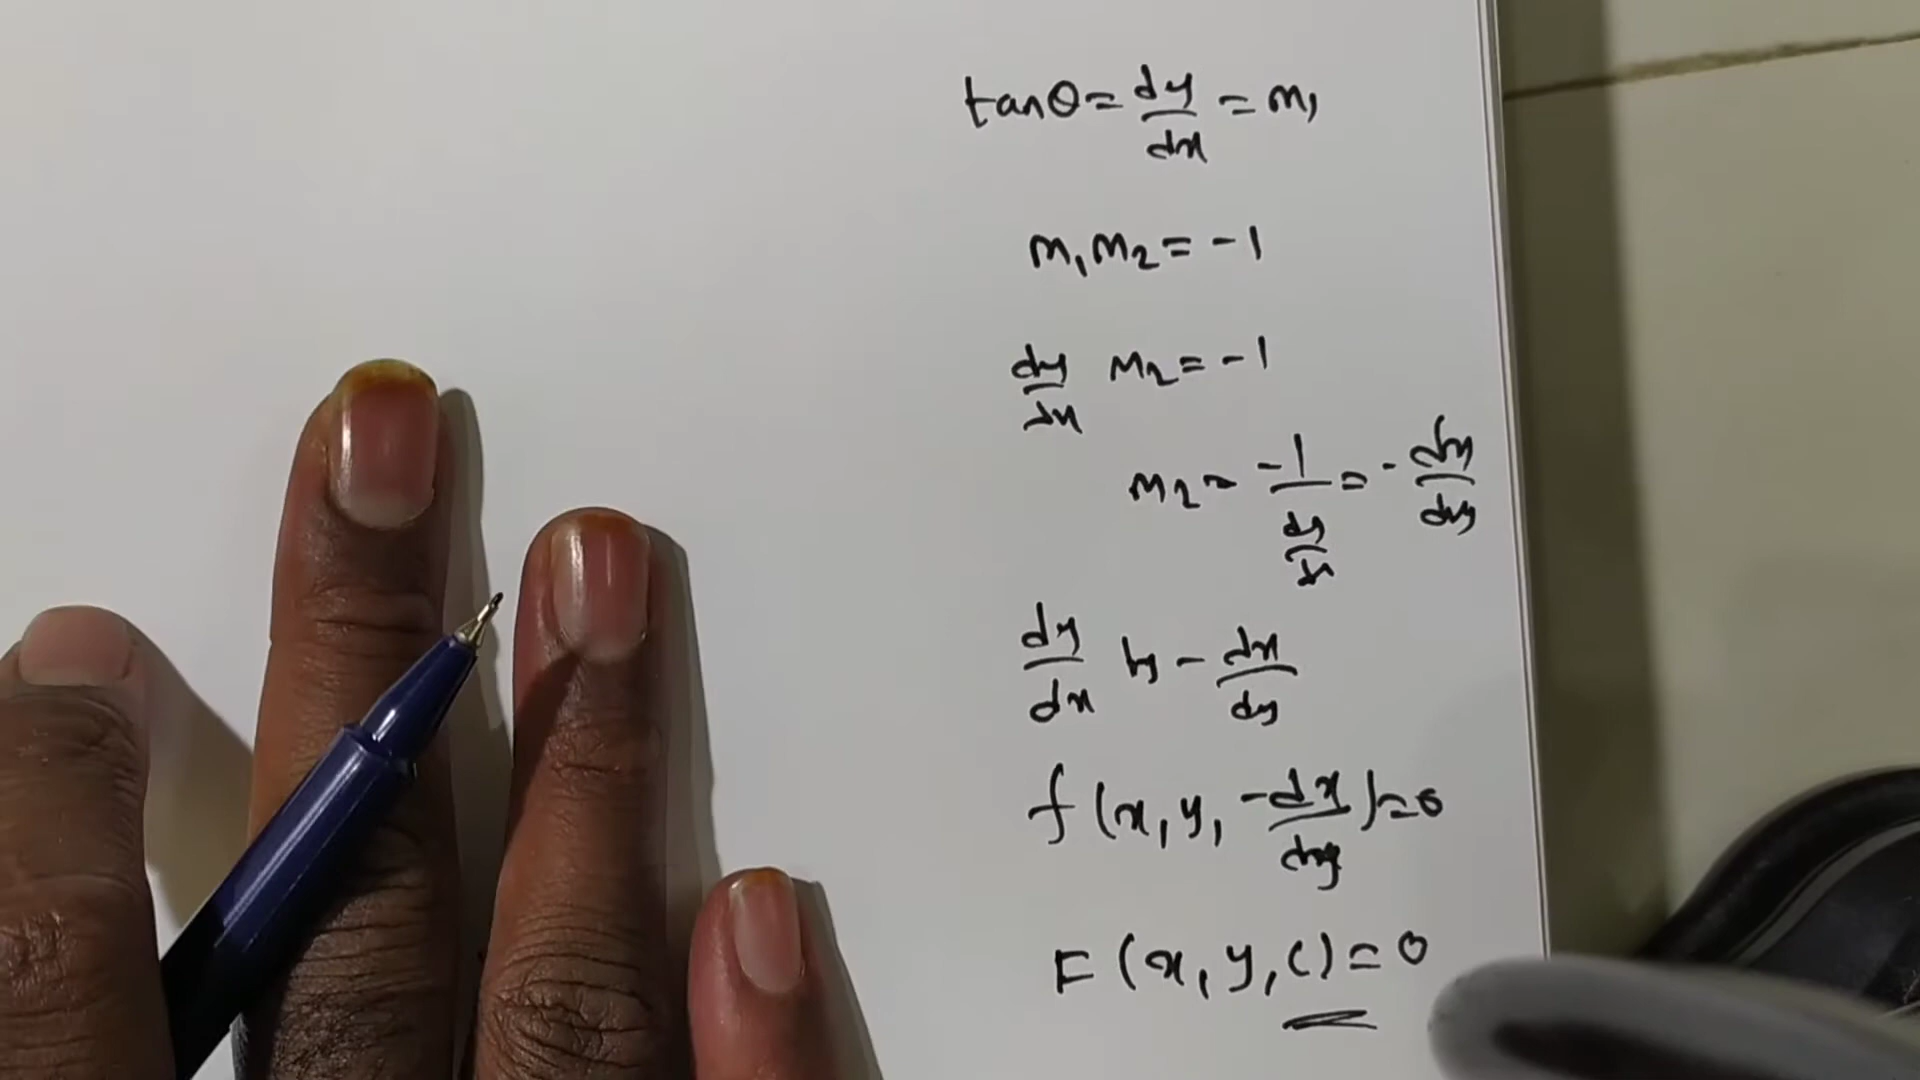 tanθ = dy/dx = m₁
m₁m₂ = -1
dy/dx m₂ = -1
m₂ = -1/(dy/dx) = -dx/dy
dy/dx by - dx/dy
f(x, y, -dx/dy) = 0
F(x, y, c) = 0